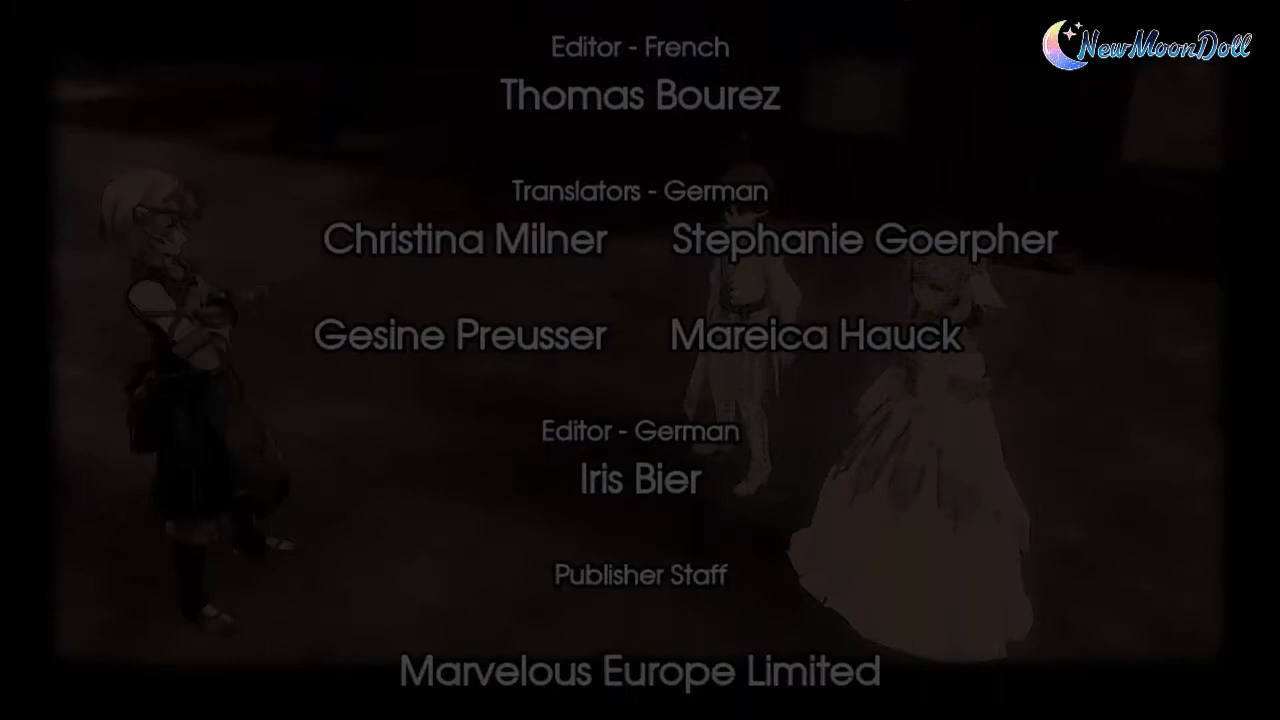 NewMoonDoll
Editor - French
Thomas Bourez
Translators - German
Christina Milner Stephanie Goerpher
Gesine Preusser Mareica Hauck
Editor - German
Iris Bier
Publisher Staff
Marvelous Europe Limited